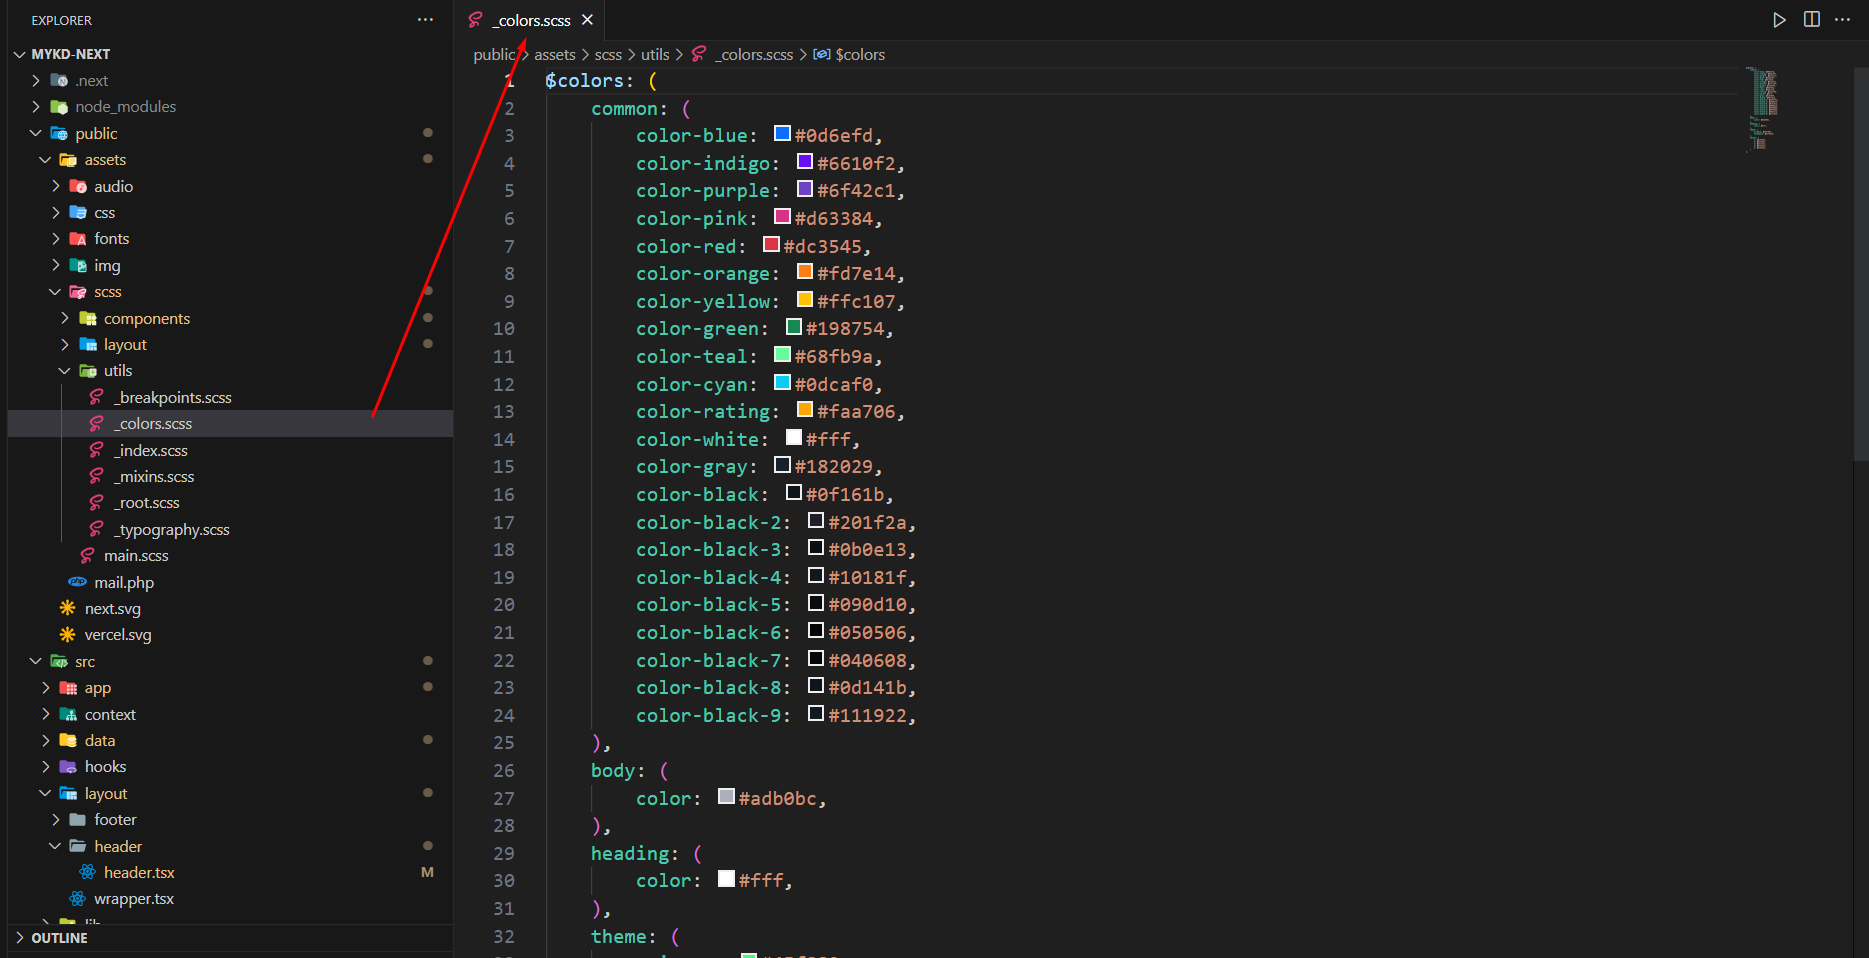 EXPLORER
MYKD-NEXT
.next
node_modules
public
assets
audio
css
fonts
img
scss
components
layout
utils
_breakpoints.scss
_colors.scss
_index.scss
_mixins.scss
_root.scss
_typography.scss
main.scss
php mail.php
next.svg
vercel.svg
src
app
context
data
hooks
layout
footer
header
header.tsx M
wrapper.tsx
lib
OUTLINE
_colors.scss
public > assets > scss > utils > _colors.scss > $colors
1 $colors: (
2 common: (
3 color-blue: #0d6efd,
4 color-indigo: #6610f2,
5 color-purple: #6f42c1,
6 color-pink: #d63384,
7 color-red: #dc3545,
8 color-orange: #fd7e14,
9 color-yellow: #ffc107,
10 color-green: #198754,
11 color-teal: #68fb9a,
12 color-cyan: #0dcaf0,
13 color-rating: #faa706,
14 color-white: #fff,
15 color-gray: #182029,
16 color-black: #0f161b,
17 color-black-2: #201f2a,
18 color-black-3: #0b0e13,
19 color-black-4: #10181f,
20 color-black-5: #090d10,
21 color-black-6: #050506,
22 color-black-7: #040608,
23 color-black-8: #0d141b,
24 color-black-9: #111922,
25 ),
26 body: (
27 color: #adb0bc,
28 ),
29 heading: (
30 color: #fff,
31 ),
32 theme: (